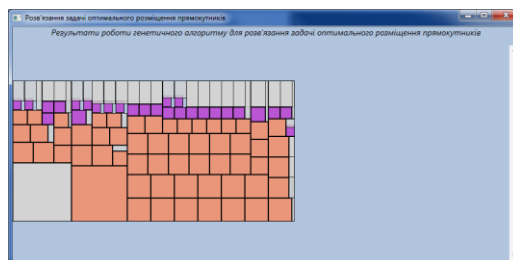 Розв'язання задачі оптимального розміщення прямокутників
Результати роботи генетичного алгоритму для розв'язання задачі оптимального розміщення прямокутників